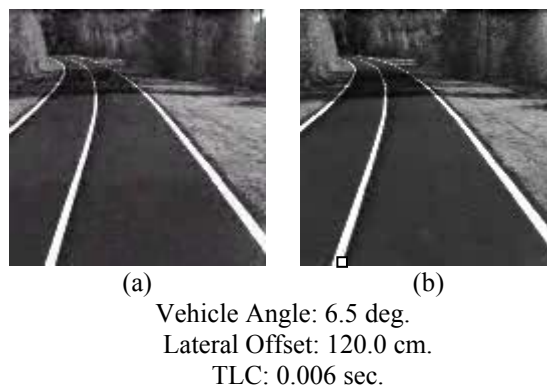 (a) (b)
Vehicle Angle: 6.5 deg.
Lateral Offset: 120.0 cm.
TLC: 0.006 sec.